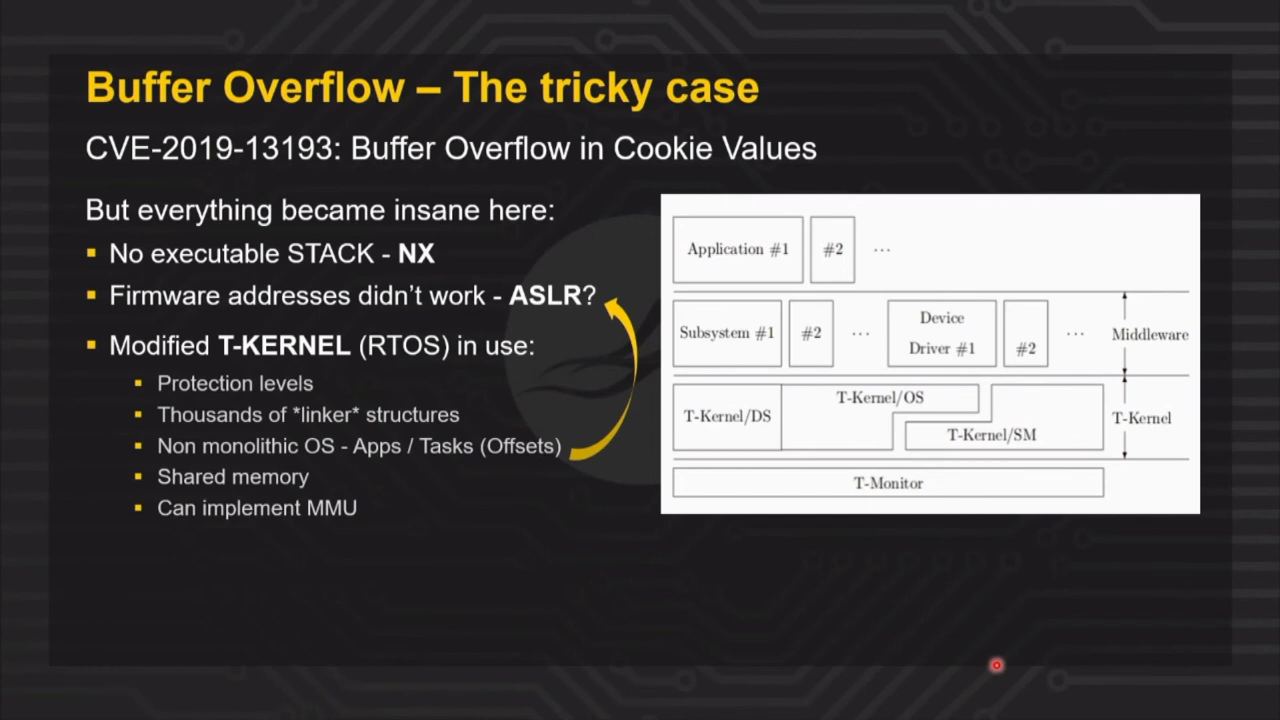 Buffer Overflow – The tricky case
CVE-2019-13193: Buffer Overflow in Cookie Values
But everything became insane here:
No executable STACK - NX
Firmware addresses didn’t work - ASLR?
Modified T-KERNEL (RTOS) in use:
Protection levels
Thousands of *linker* structures
Non monolithic OS - Apps / Tasks (Offsets)
Shared memory
Can implement MMU
Application #1 #2 ...
Subsystem #1 #2 ... Device Driver #1 #2 ... Middleware
T-Kernel/DS T-Kernel/OS T-Kernel/SM T-Kernel
T-Monitor